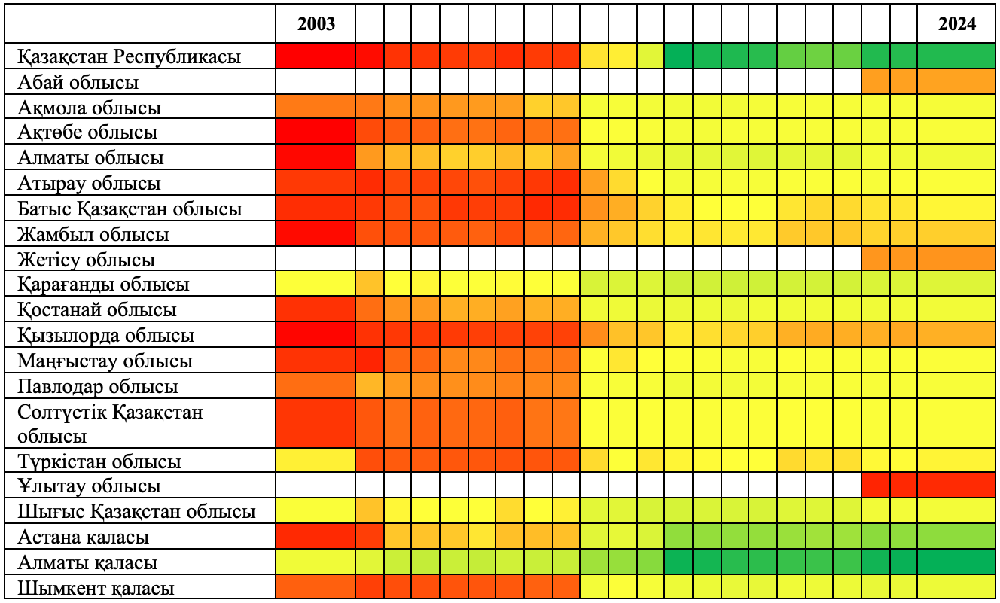 2003 2024
Қазақстан Республикасы
Абай облысы
Ақмола облысы
Ақтөбе облысы
Алматы облысы
Атырау облысы
Батыс Қазақстан облысы
Жамбыл облысы
Жетісу облысы
Қарағанды облысы
Қостанай облысы
Қызылорда облысы
Маңғыстау облысы
Павлодар облысы
Солтүстік Қазақстан
облысы
Түркістан облысы
Ұлытау облысы
Шығыс Қазақстан облысы
Астана қаласы
Алматы қаласы
Шымкент қаласы